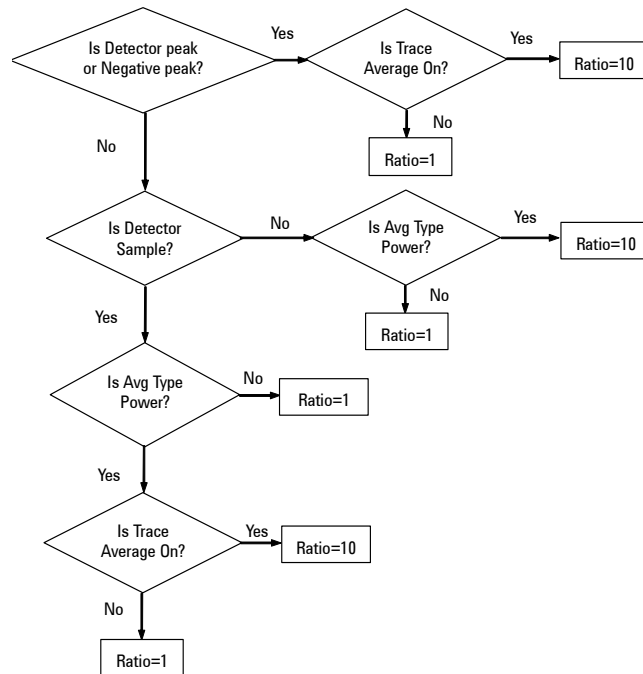 Is Detector peak
or Negative peak?
Yes
Is Trace
Average On?
Yes
Ratio=10
No
Ratio=1
No
Is Detector
Sample?
No
Is Avg Type
Power?
Yes
Ratio=10
No
Ratio=1
Yes
Is Avg Type
Power?
No
Ratio=1
Yes
Is Trace
Average On?
Yes
Ratio=10
No
Ratio=1